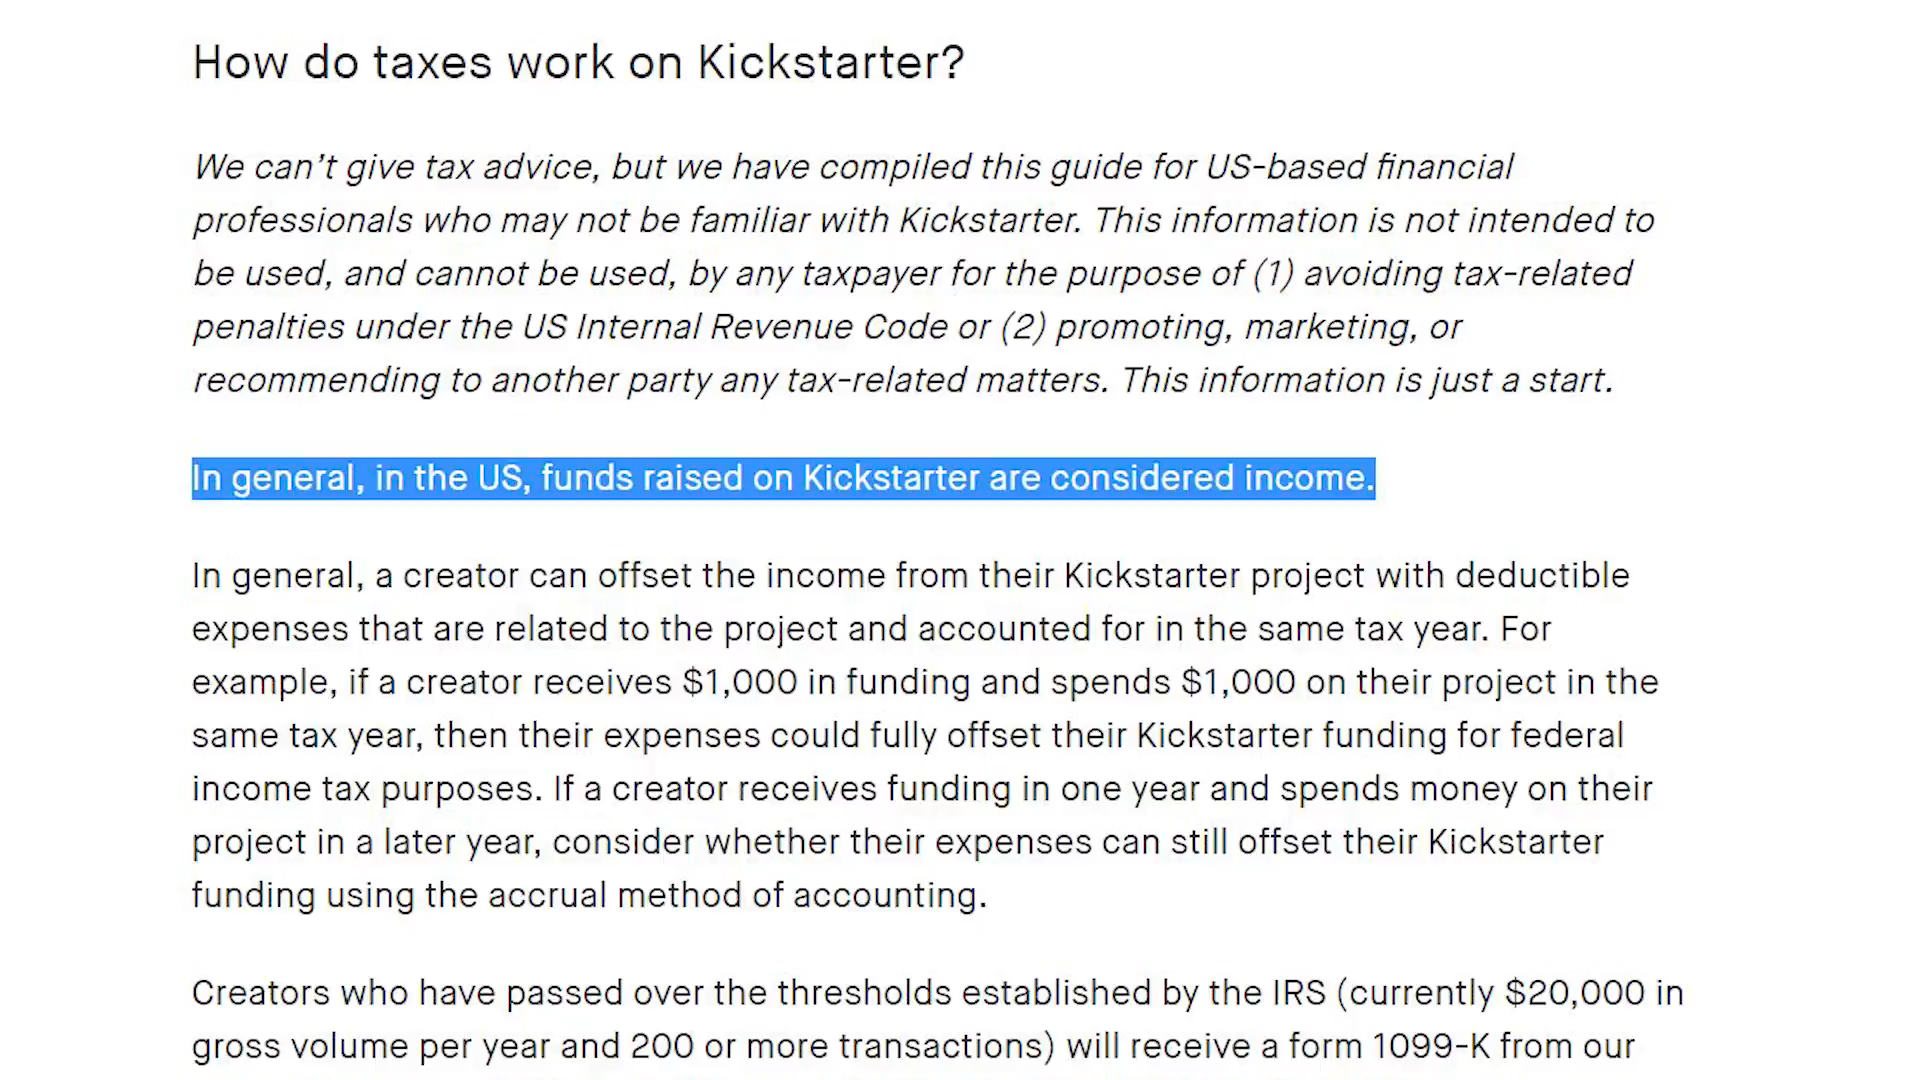 How do taxes work on Kickstarter?
We can’t give tax advice, but we have compiled this guide for US-based financial
professionals who may not be familiar with Kickstarter. This information is not intended to
be used, and cannot be used, by any taxpayer for the purpose of (1) avoiding tax-related
penalties under the US Internal Revenue Code or (2) promoting, marketing, or
recommending to another party any tax-related matters. This information is just a start.
In general, in the US, funds raised on Kickstarter are considered income.
In general, a creator can offset the income from their Kickstarter project with deductible
expenses that are related to the project and accounted for in the same tax year. For
example, if a creator receives $1,000 in funding and spends $1,000 on their project in the
same tax year, then their expenses could fully offset their Kickstarter funding for federal
income tax purposes. If a creator receives funding in one year and spends money on their
project in a later year, consider whether their expenses can still offset their Kickstarter
funding using the accrual method of accounting.
Creators who have passed over the thresholds established by the IRS (currently $20,000 in
gross volume per year and 200 or more transactions) will receive a form 1099-K from our